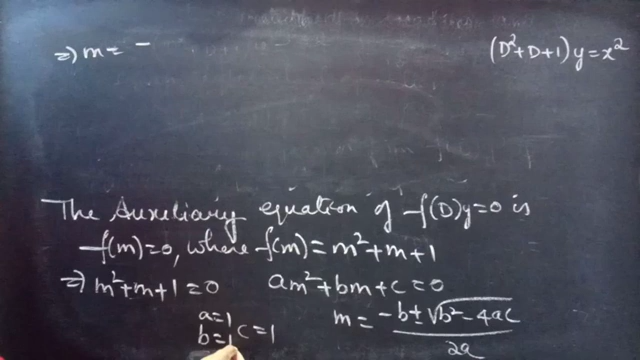 ⇒ m = - (D²+D+1)y=x²
The Auxiliary equation of f(D)y=0 is
f(m)=0, where f(m)=m²+m+1
⇒ m²+m+1=0 am²+bm+c=0
a=1
b=1 c=1
m = -b±√b²-4ac / 2a